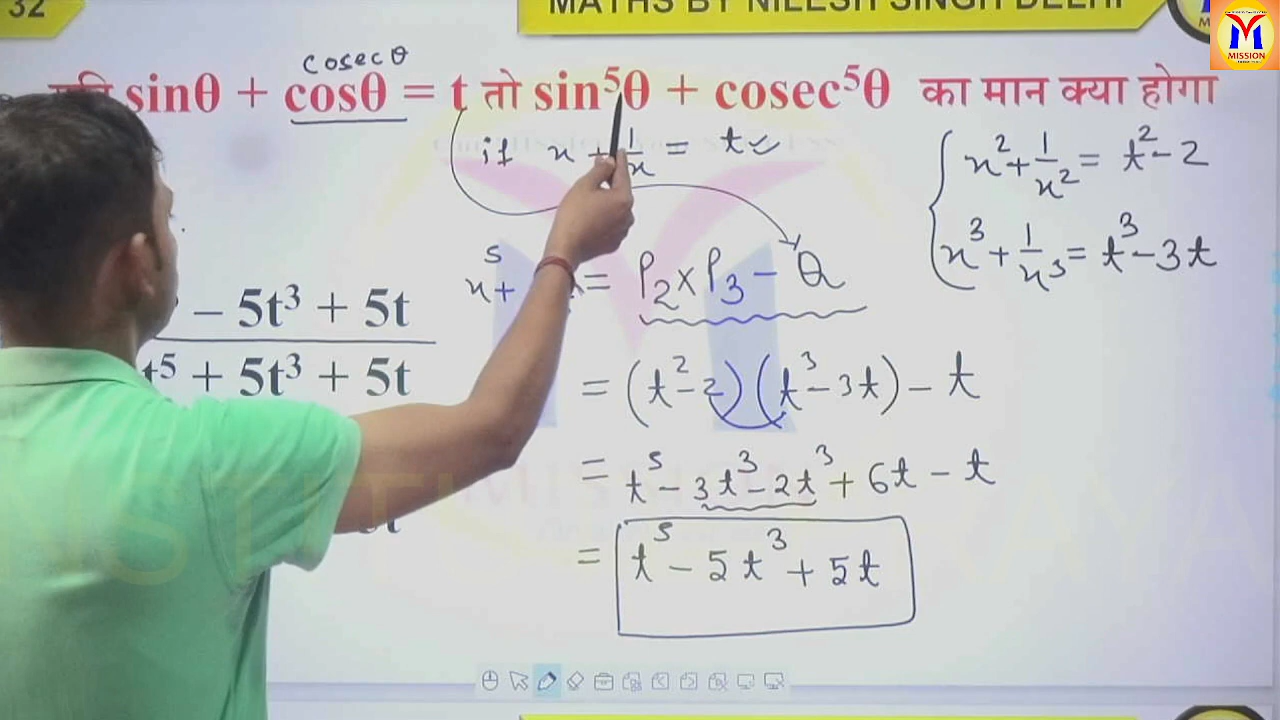 32
MATHS BY NILESH SINGH DELHI
MISSION
cosecθ
sinθ + cosθ = t तो sin⁵θ + cosec⁵θ का मान क्या होगा
if x + 1/x = t
x² + 1/x² = t² - 2
x³ + 1/x³ = t³ - 3t
x⁵ + = P₂ × P₃ - Q
− 5t³ + 5t
t⁵ + 5t³ + 5t
= (t² - 2)(t³ - 3t) - t
= t⁵ - 3t³ - 2t³ + 6t - t
= t⁵ - 5t³ + 5t